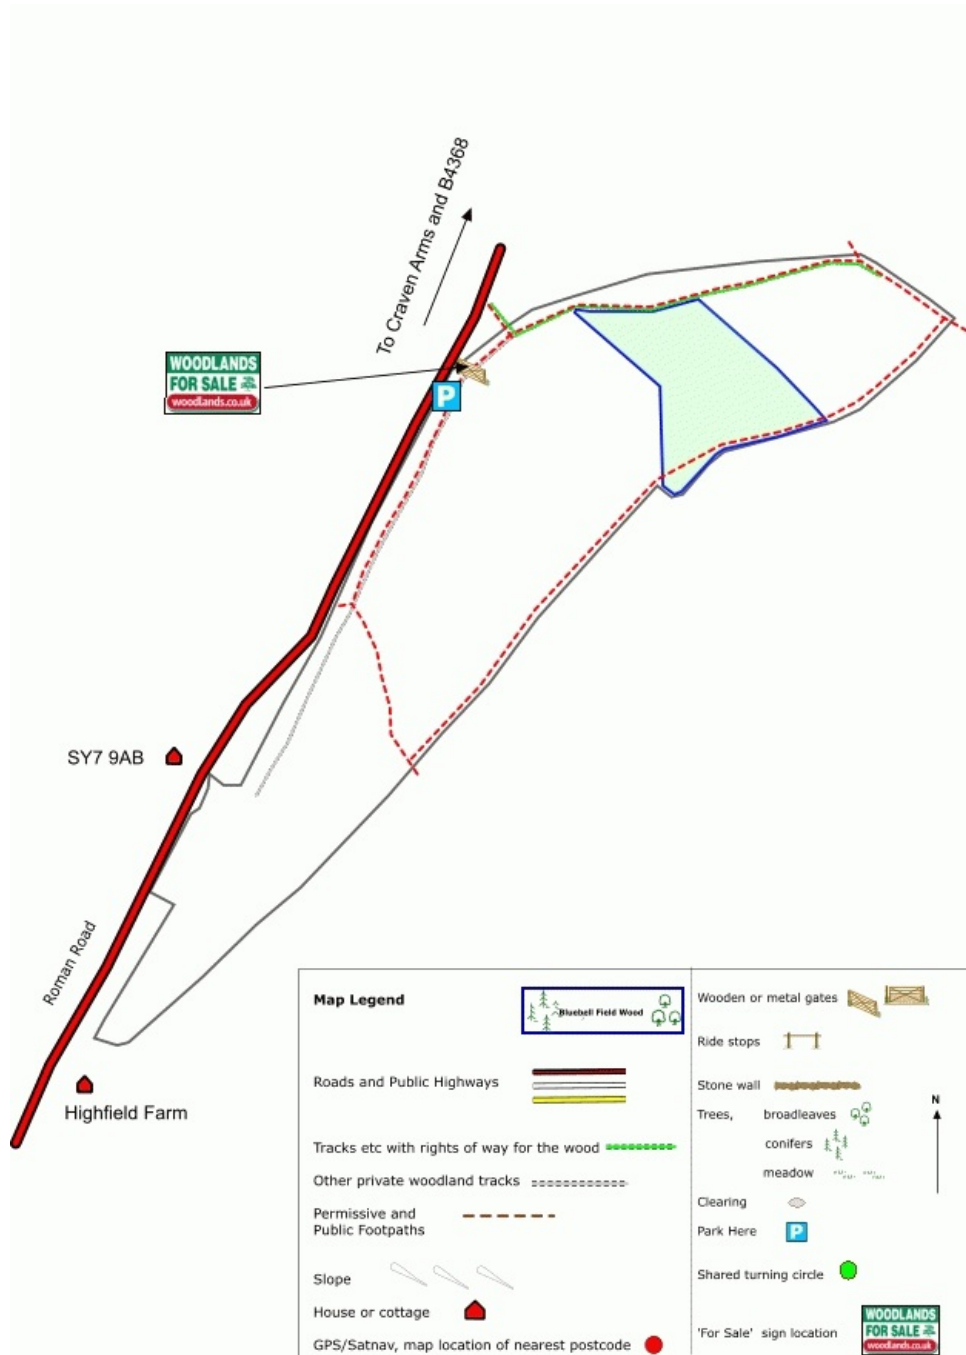 To Craven Arms and B4368
WOODLANDS
FOR SALE
woodlands.co.uk
P
SY7 9AB
Roman Road
Highfield Farm
Map Legend
Bluebell Field Wood
Roads and Public Highways
Tracks etc with rights of way for the wood
Other private woodland tracks
Permissive and
Public Footpaths
Slope
House or cottage
GPS/Satnav, map location of nearest postcode
Wooden or metal gates
Ride stops
Stone wall
Trees, broadleaves
conifers
meadow
N
Clearing
Park Here P
Shared turning circle
'For Sale' sign location
WOODLANDS
FOR SALE
woodlands.co.uk